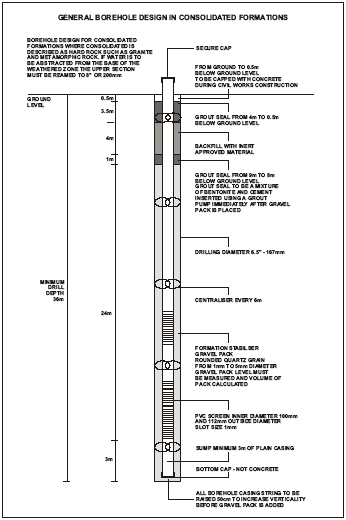 GENERAL BOREHOLE DESIGN IN CONSOLIDATED FORMATIONS
BOREHOLE DESIGN FOR CONSOLIDATED
FORMATIONS WHERE CONSOLIDATED IS
DESCRIBED AS HARD ROCK SUCH AS GRANITE
AND METAMORPHIC ROCK. IF WATER IS TO
BE ABSTRACTED FROM THE BASE OF THE
WEATHERED ZONE THE UPPER SECTION
MUST BE REAMED TO 8" OR 200mm
SECURE CAP
FROM GROUND TO 0.5m
BELOW GROUND LEVEL
TO BE CAPPED WITH CONCRETE
DURING CIVIL WORKS CONSTRUCTION
GROUND
LEVEL
0.5m
3.5m
4m
1m
GROUT SEAL FROM 4m TO 0.5m
BELOW GROUND LEVEL
BACKFILL WITH INERT
APPROVED MATERIAL
GROUT SEAL FROM 9m TO 8m
BELOW GROUND LEVEL
GROUT SEAL TO BE A MIXTURE
OF BENTONITE AND CEMENT
INSERTED USING A GROUT
PUMP IMMEDIATELY AFTER GRAVEL
PACK IS PLACED
DRILLING DIAMETER 6.5" - 167mm
MINIMUM
DRILL
DEPTH
36m
CENTRALISER EVERY 6m
24m
FORMATION STABILSER
GRAVEL PACK
ROUNDED QUARTZ GRAIN
FROM 1mm TO 5mm DIAMETER
GRAVEL PACK LEVEL MUST
BE MEASURED AND VOLUME OF
PACK CALCULATED
PVC SCREEN INNER DIAMETER 100mm
AND 112mm OUTSIDE DIAMETER
SLOT SIZE 1mm
3m
SUMP MINIMUM 3m OF PLAIN CASING
BOTTOM CAP - NOT CONCRETE
ALL BOREHOLE CASING STRING TO BE
RAISED 50cm TO INCREASE VERTICALITY
BEFORE GRAVEL PACK IS ADDED